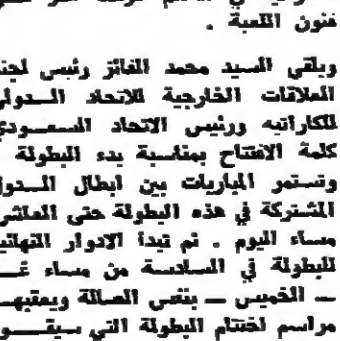 فنون اللعبة .
ويلقي السيد محمد الفائز رئيس لجنة
العلاقات الخارجية للاتحاد الدولي
للكاراتيه ورئيس الاتحاد السعودي
كلمة الافتتاح بمناسبة بدء البطولة
وتستمر المباريات بين ابطال الدول
المشتركة في هذه البطولة حتى العاشرة
مساء اليوم . ثم تبدأ الادوار النهائية
للبطولة في السادسة من مساء غد
— الخميس — بنفس الصالة ويعقبها
مراسم اختتام البطولة التي سيقو